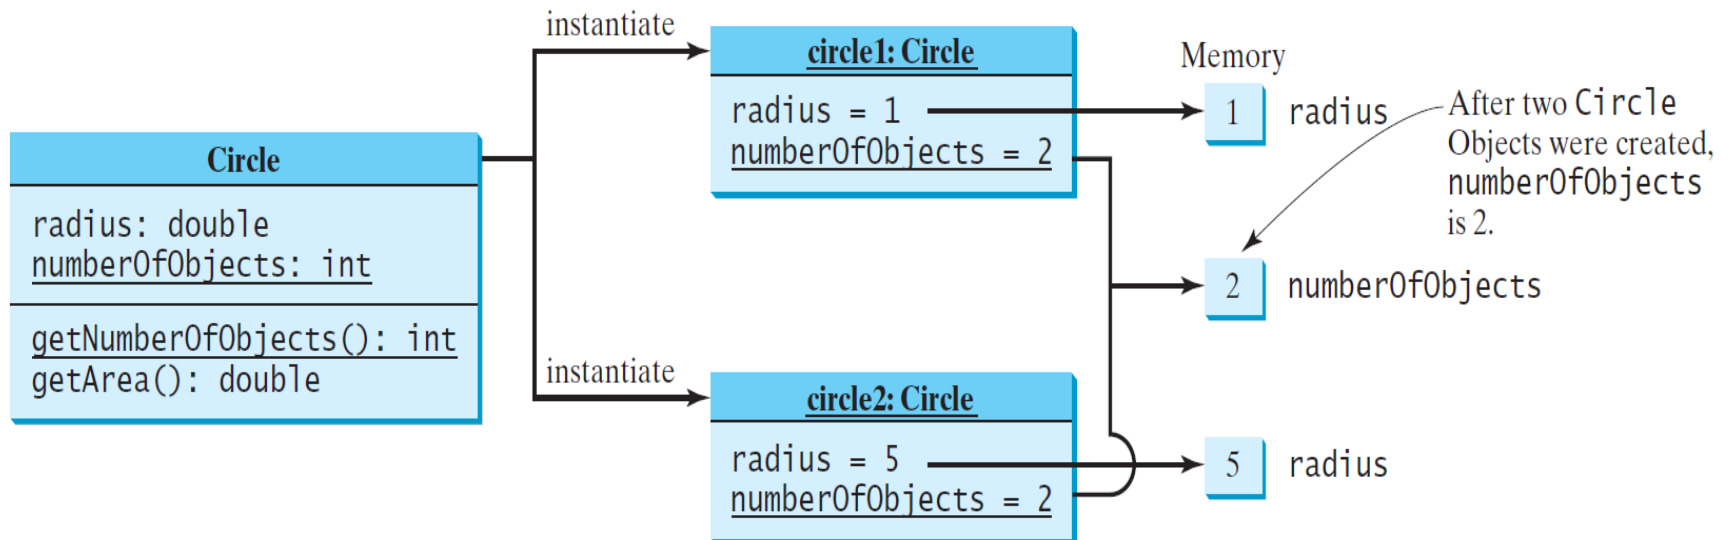 Circle
radius: double
numberOfObjects: int
getNumberOfObjects(): int
getArea(): double
instantiate
circle1: Circle
radius = 1
numberOfObjects = 2
instantiate
circle2: Circle
radius = 5
numberOfObjects = 2
Memory
1 radius
2 numberOfObjects
5 radius
After two Circle
Objects were created,
numberOfObjects
is 2.